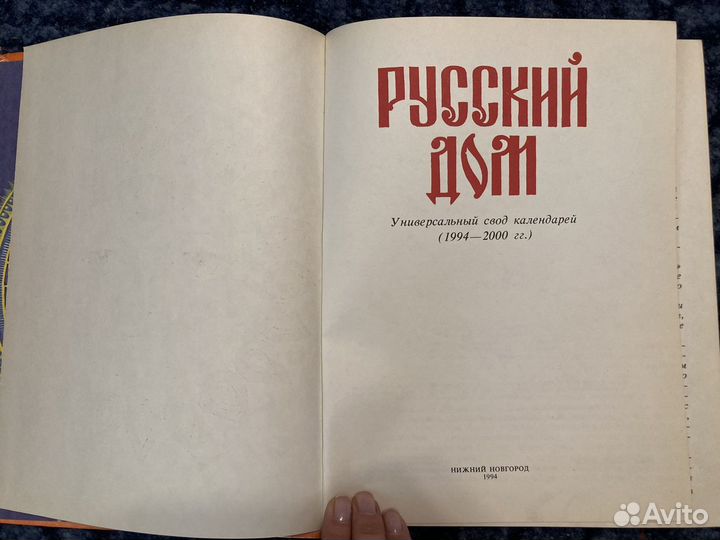 РУССКИЙ
ДОМ
Универсальный свод календарей
(1994—2000 гг.)
НИЖНИЙ НОВГОРОД
1994
Avito